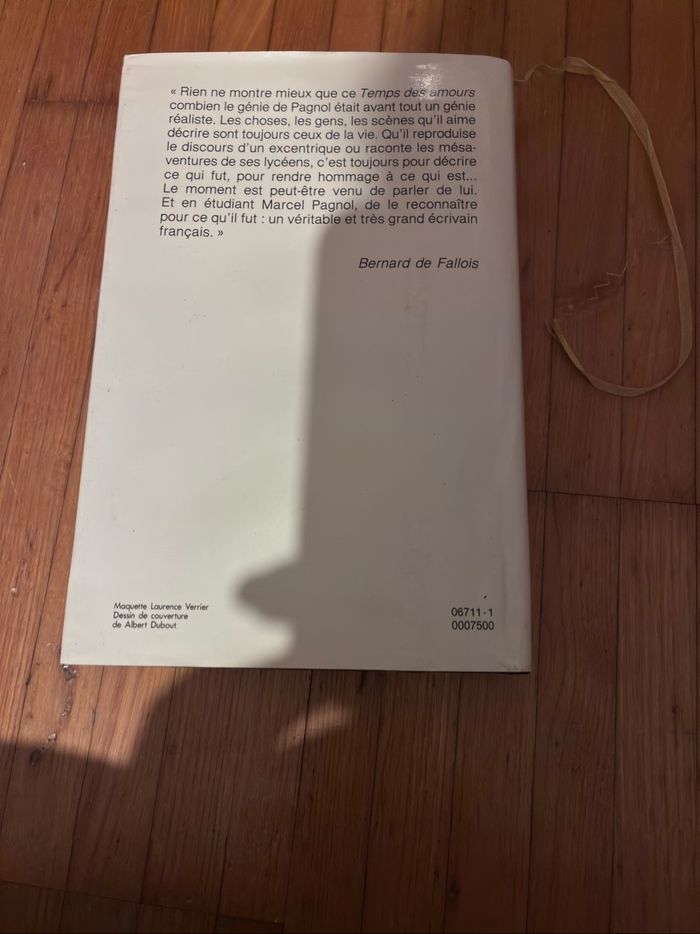 « Rien ne montre mieux que ce Temps des amours
combien le génie de Pagnol était avant tout un génie
réaliste. Les choses, les gens, les scènes qu'il aime
décrire sont toujours ceux de la vie. Qu'il reproduise
le discours d'un excentrique ou raconte les mésa-
ventures de ses lycéens, c'est toujours pour décrire
ce qui fut, pour rendre hommage à ce qui est...
Le moment est peut-être venu de parler de lui.
Et en étudiant Marcel Pagnol, de le reconnaître
pour ce qu'il fut : un véritable et très grand écrivain
français. »
Bernard de Fallois
Maquette Laurence Verrier
Dessin de couverture
de Albert Dubout.
06711-1
0007500